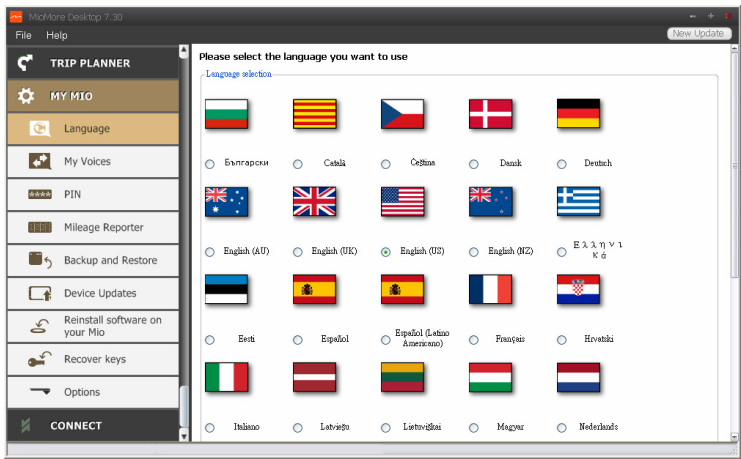 MioMore Desktop 7.30
File Help
New Update
TRIP PLANNER
MY MIO
Language
My Voices
PIN
Mileage Reporter
Backup and Restore
Device Updates
Reinstall software on
your Mio
Recover keys
Options
CONNECT
Please select the language you want to use
Language selection
Български Català Čeština Dansk Deutsch
English (AU) English (UK) English (US) English (NZ) Ελληνι
κά
Eesti Español Español (Latino
Americano) Français Hrvatski
Italiano Latviešu Lietuviškai Magyar Nederlands